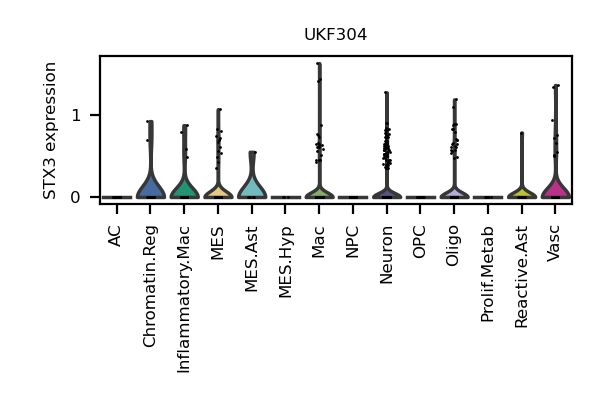 UKF304
STX3 expression
1
0
AC
Chromatin.Reg
Inflammatory.Mac
MES
MES.Ast
MES.Hyp
Mac
NPC
Neuron
OPC
Oligo
Prolif.Metab
Reactive.Ast
Vasc